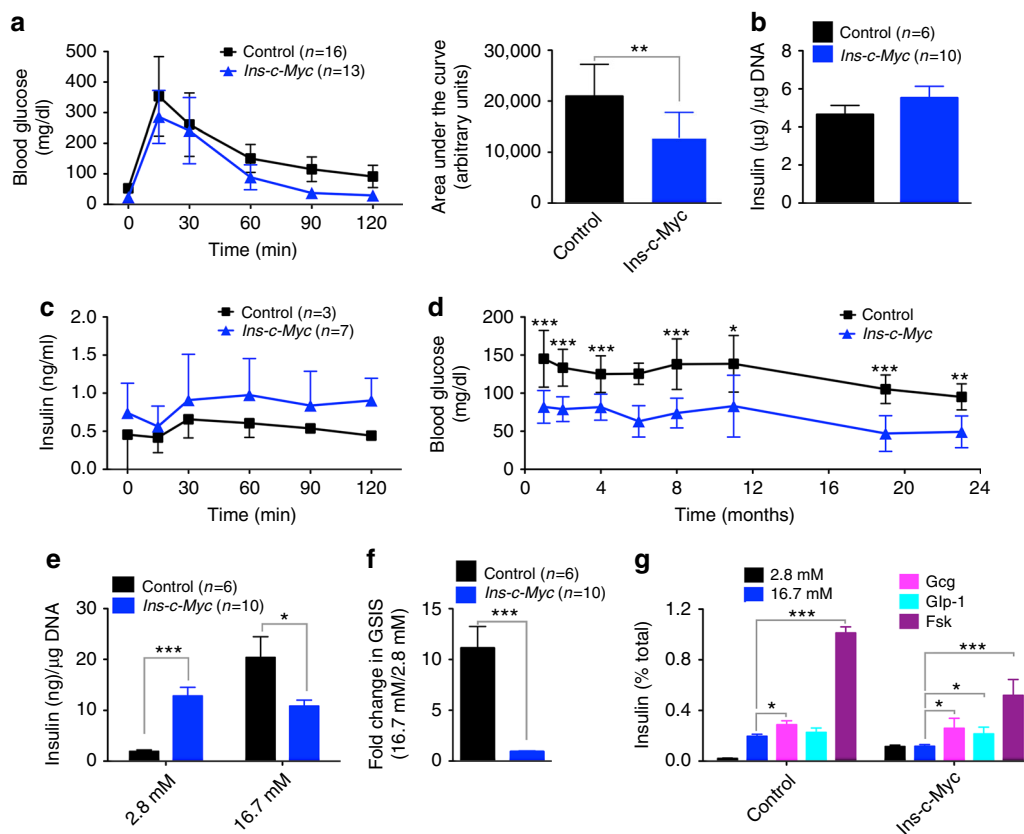 a
Control (n=16)
Ins-c-Myc (n=13)
Blood glucose
(mg/dl)
500
400
300
200
100
0
0 30 60 90 120
Time (min)
Area under the curve
(arbitrary units)
30,000
20,000
10,000
0
**
Control
Ins-c-Myc
b
Control (n=6)
Ins-c-Myc (n=10)
Insulin (μg) /μg DNA
8
6
4
2
0
c
Control (n=3)
Ins-c-Myc (n=7)
Insulin (ng/ml)
2.0
1.5
1.0
0.5
0.0
0 30 60 90 120
Time (min)
d
Control
Ins-c-Myc
Blood glucose
(mg/dl)
200
150
100
50
0
*** *** *** *** * *** **
0 4 8 12 16 20 24
Time (months)
e
Control (n=6)
Ins-c-Myc (n=10)
Insulin (ng)/μg DNA
30
20
10
0
***
*
2.8 mM
16.7 mM
f
Control (n=6)
Ins-c-Myc (n=10)
Fold change in GSIS
(16.7 mM/2.8 mM)
15
10
5
0
***
g
2.8 mM
16.7 mM
Gcg
Glp-1
Fsk
Insulin (% total)
1.2
0.8
0.4
0.0
***
*
***
*
*
Control
Ins-c-Myc